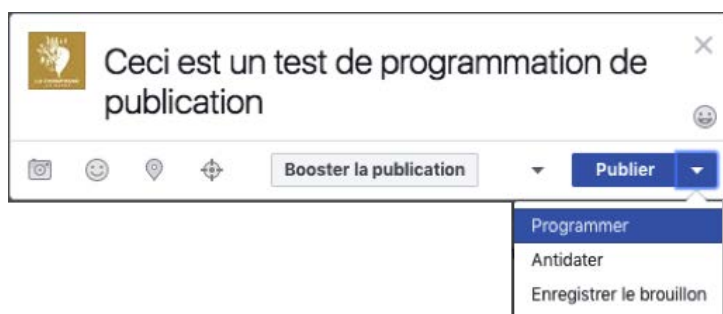 Ceci est un test de programmation de
publication
Booster la publication
Publier
Programmer
Antidater
Enregistrer le brouillon